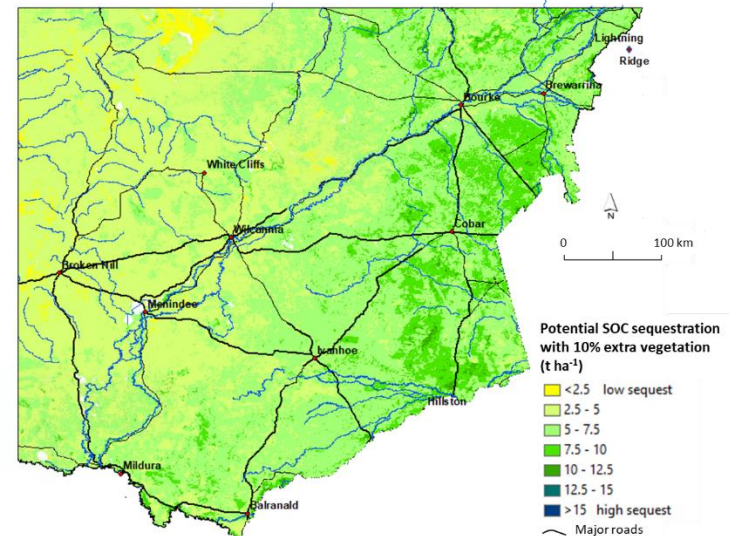 Lightning
Ridge
Bourke
Brewarrina
White Cliffs
Wilcannia
Cobar
N
0 100 km
Broken Hill
Menindee
Ivanhoe
Hillston
Mildura
Balranald
Potential SOC sequestration
with 10% extra vegetation
(t ha⁻¹)
<2.5 low sequest
2.5 - 5
5 - 7.5
7.5 - 10
10 - 12.5
12.5 - 15
>15 high sequest
Major roads